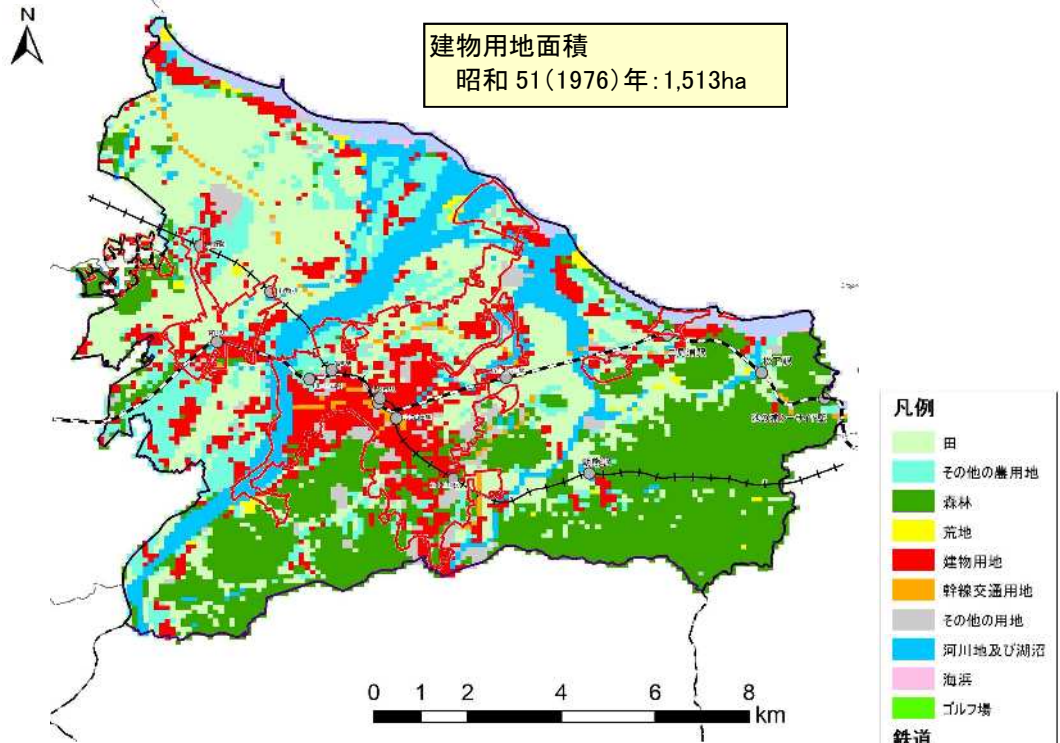 N
建物用地面積
昭和 51(1976)年:1,513ha
0 1 2 4 6 8
km
凡例
田
その他の農用地
森林
荒地
建物用地
幹線交通用地
その他の用地
河川地及び湖沼
海浜
ゴルフ場
鉄道